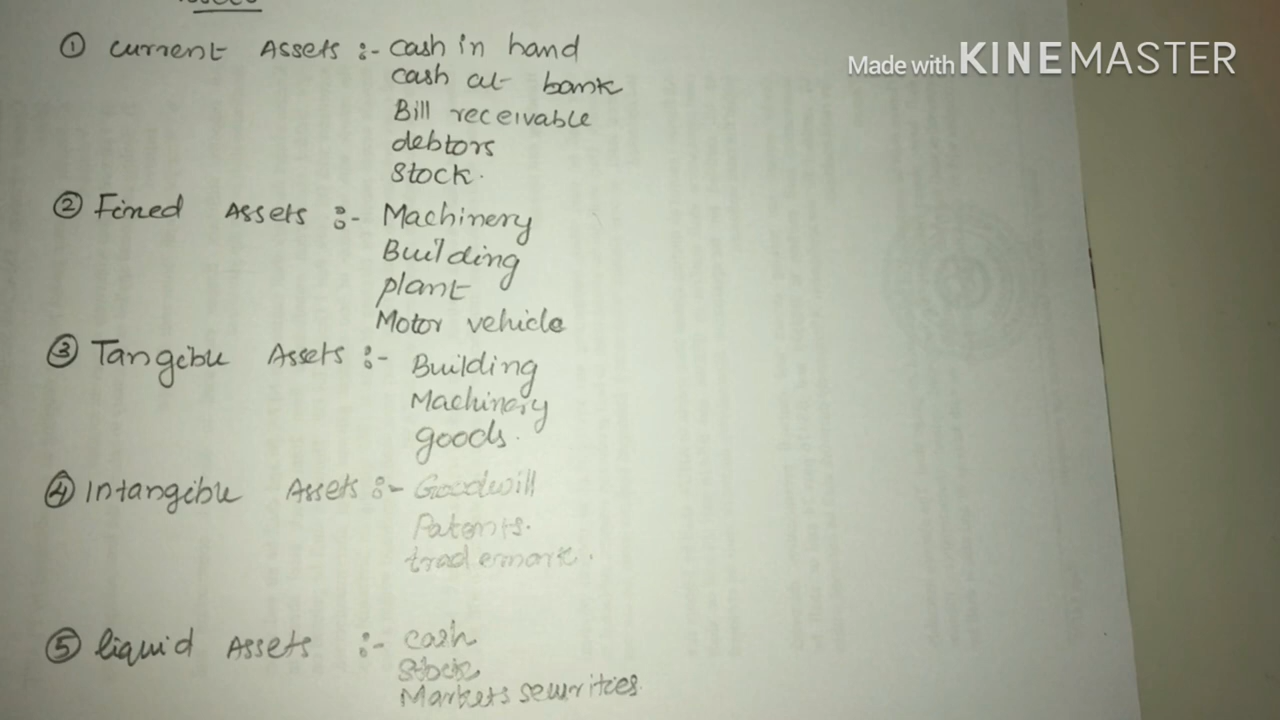 Assets
① Current Assets :- Cash in hand
cash at bank
Bill receivable
debtors
Stock.
② Fixed Assets :- Machinery
Building
plant
Motor vehicle
③ Tangible Assets :- Building
Machinery
goods.
④ Intangible Assets :- Goodwill
Patents.
trademark.
⑤ liquid Assets :- cash
Stock
Markets securities.
Made with KINEMASTER